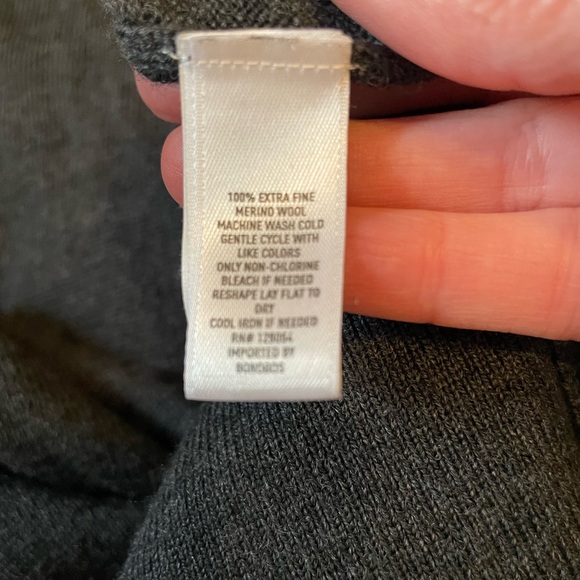 100% EXTRA FINE
MERINO WOOL
MACHINE WASH COLD
GENTLE CYCLE WITH
LIKE COLORS
ONLY NON-CHLORINE
BLEACH IF NEEDED
RESHAPE LAY FLAT TO
DRY
COOL IRON IF NEEDED
RN#
IMPORTED BY
BONOBOS